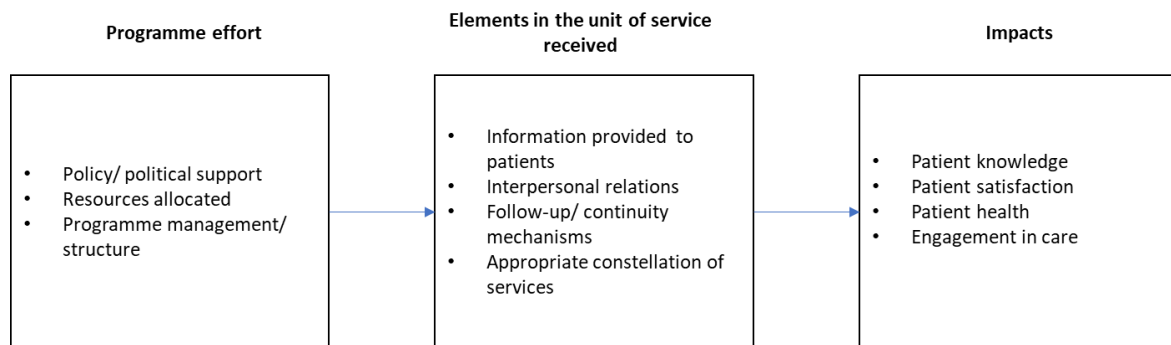 Programme effort
• Policy/ political support
• Resources allocated
• Programme management/
structure
Elements in the unit of service
received
• Information provided to
patients
• Interpersonal relations
• Follow-up/ continuity
mechanisms
• Appropriate constellation of
services
Impacts
• Patient knowledge
• Patient satisfaction
• Patient health
• Engagement in care